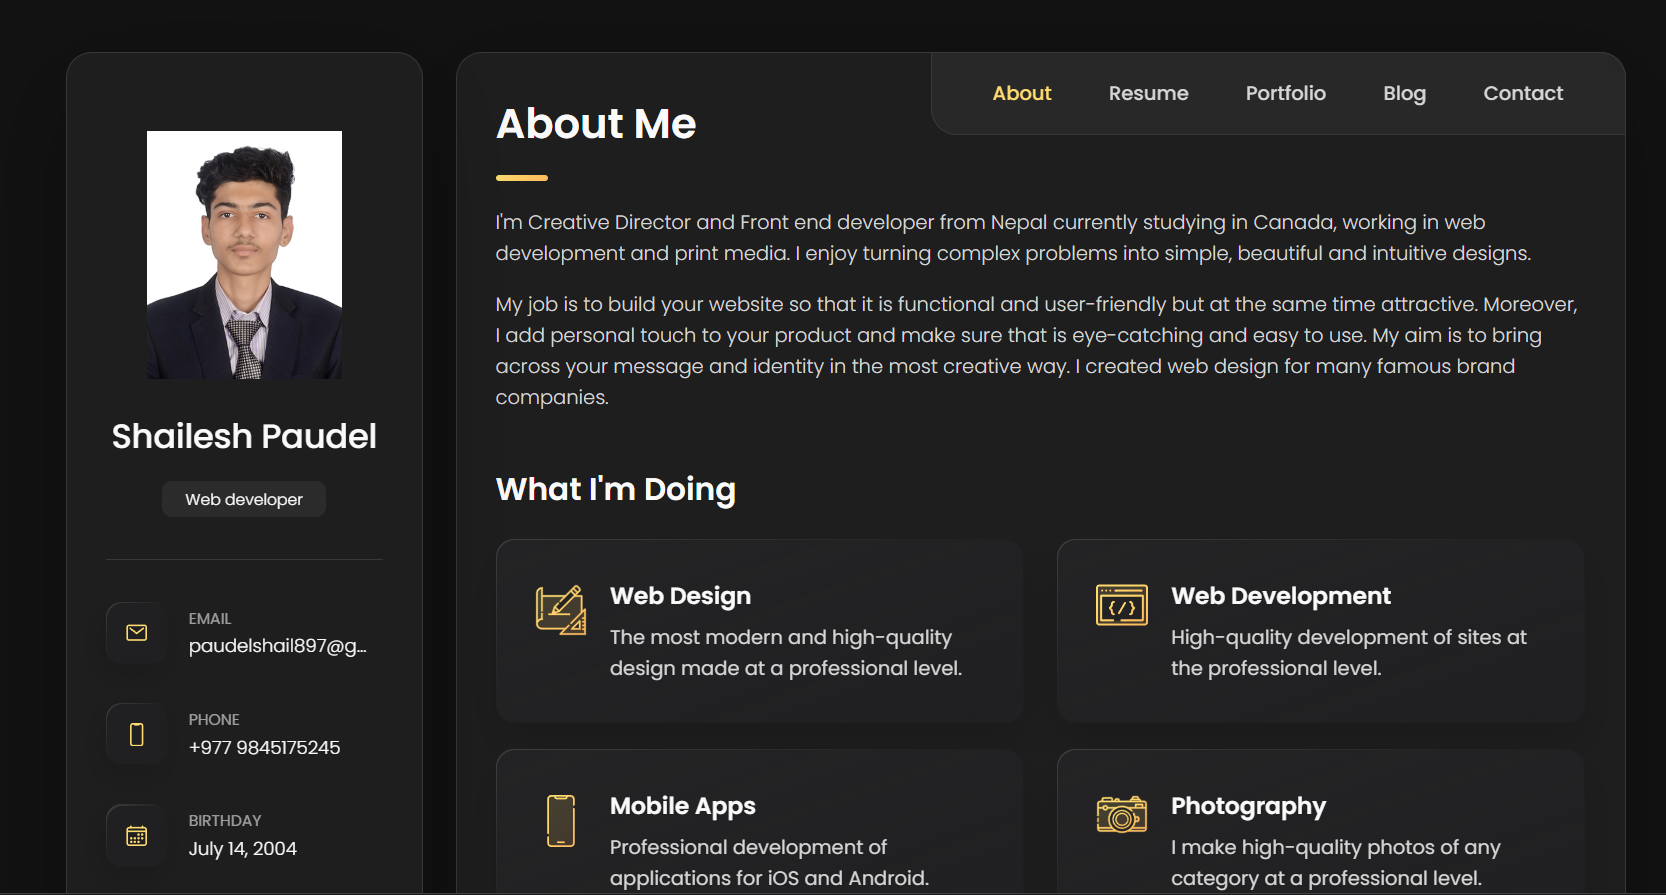 About
Resume
Portfolio
Blog
Contact
Shailesh Paudel
Web developer
EMAIL
paudelshail897@g...
PHONE
+977 9845175245
BIRTHDAY
July 14, 2004
About Me
I'm Creative Director and Front end developer from Nepal currently studying in Canada, working in web
development and print media. I enjoy turning complex problems into simple, beautiful and intuitive designs.
My job is to build your website so that it is functional and user-friendly but at the same time attractive. Moreover,
I add personal touch to your product and make sure that is eye-catching and easy to use. My aim is to bring
across your message and identity in the most creative way. I created web design for many famous brand
companies.
What I'm Doing
Web Design
The most modern and high-quality
design made at a professional level.
Web Development
High-quality development of sites at
the professional level.
Mobile Apps
Professional development of
applications for iOS and Android.
Photography
I make high-quality photos of any
category at a professional level.